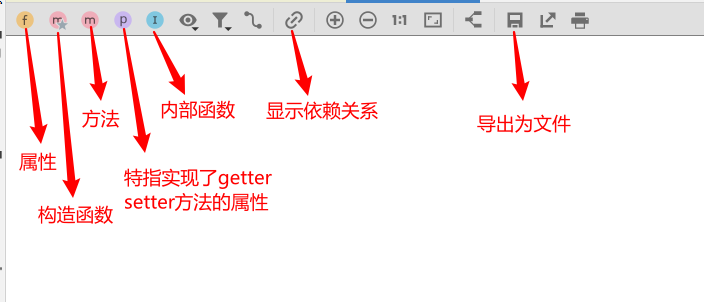 f m m p I 1:1
方法
内部函数
显示依赖关系
导出为文件
属性
特指实现了getter
setter方法的属性
构造函数